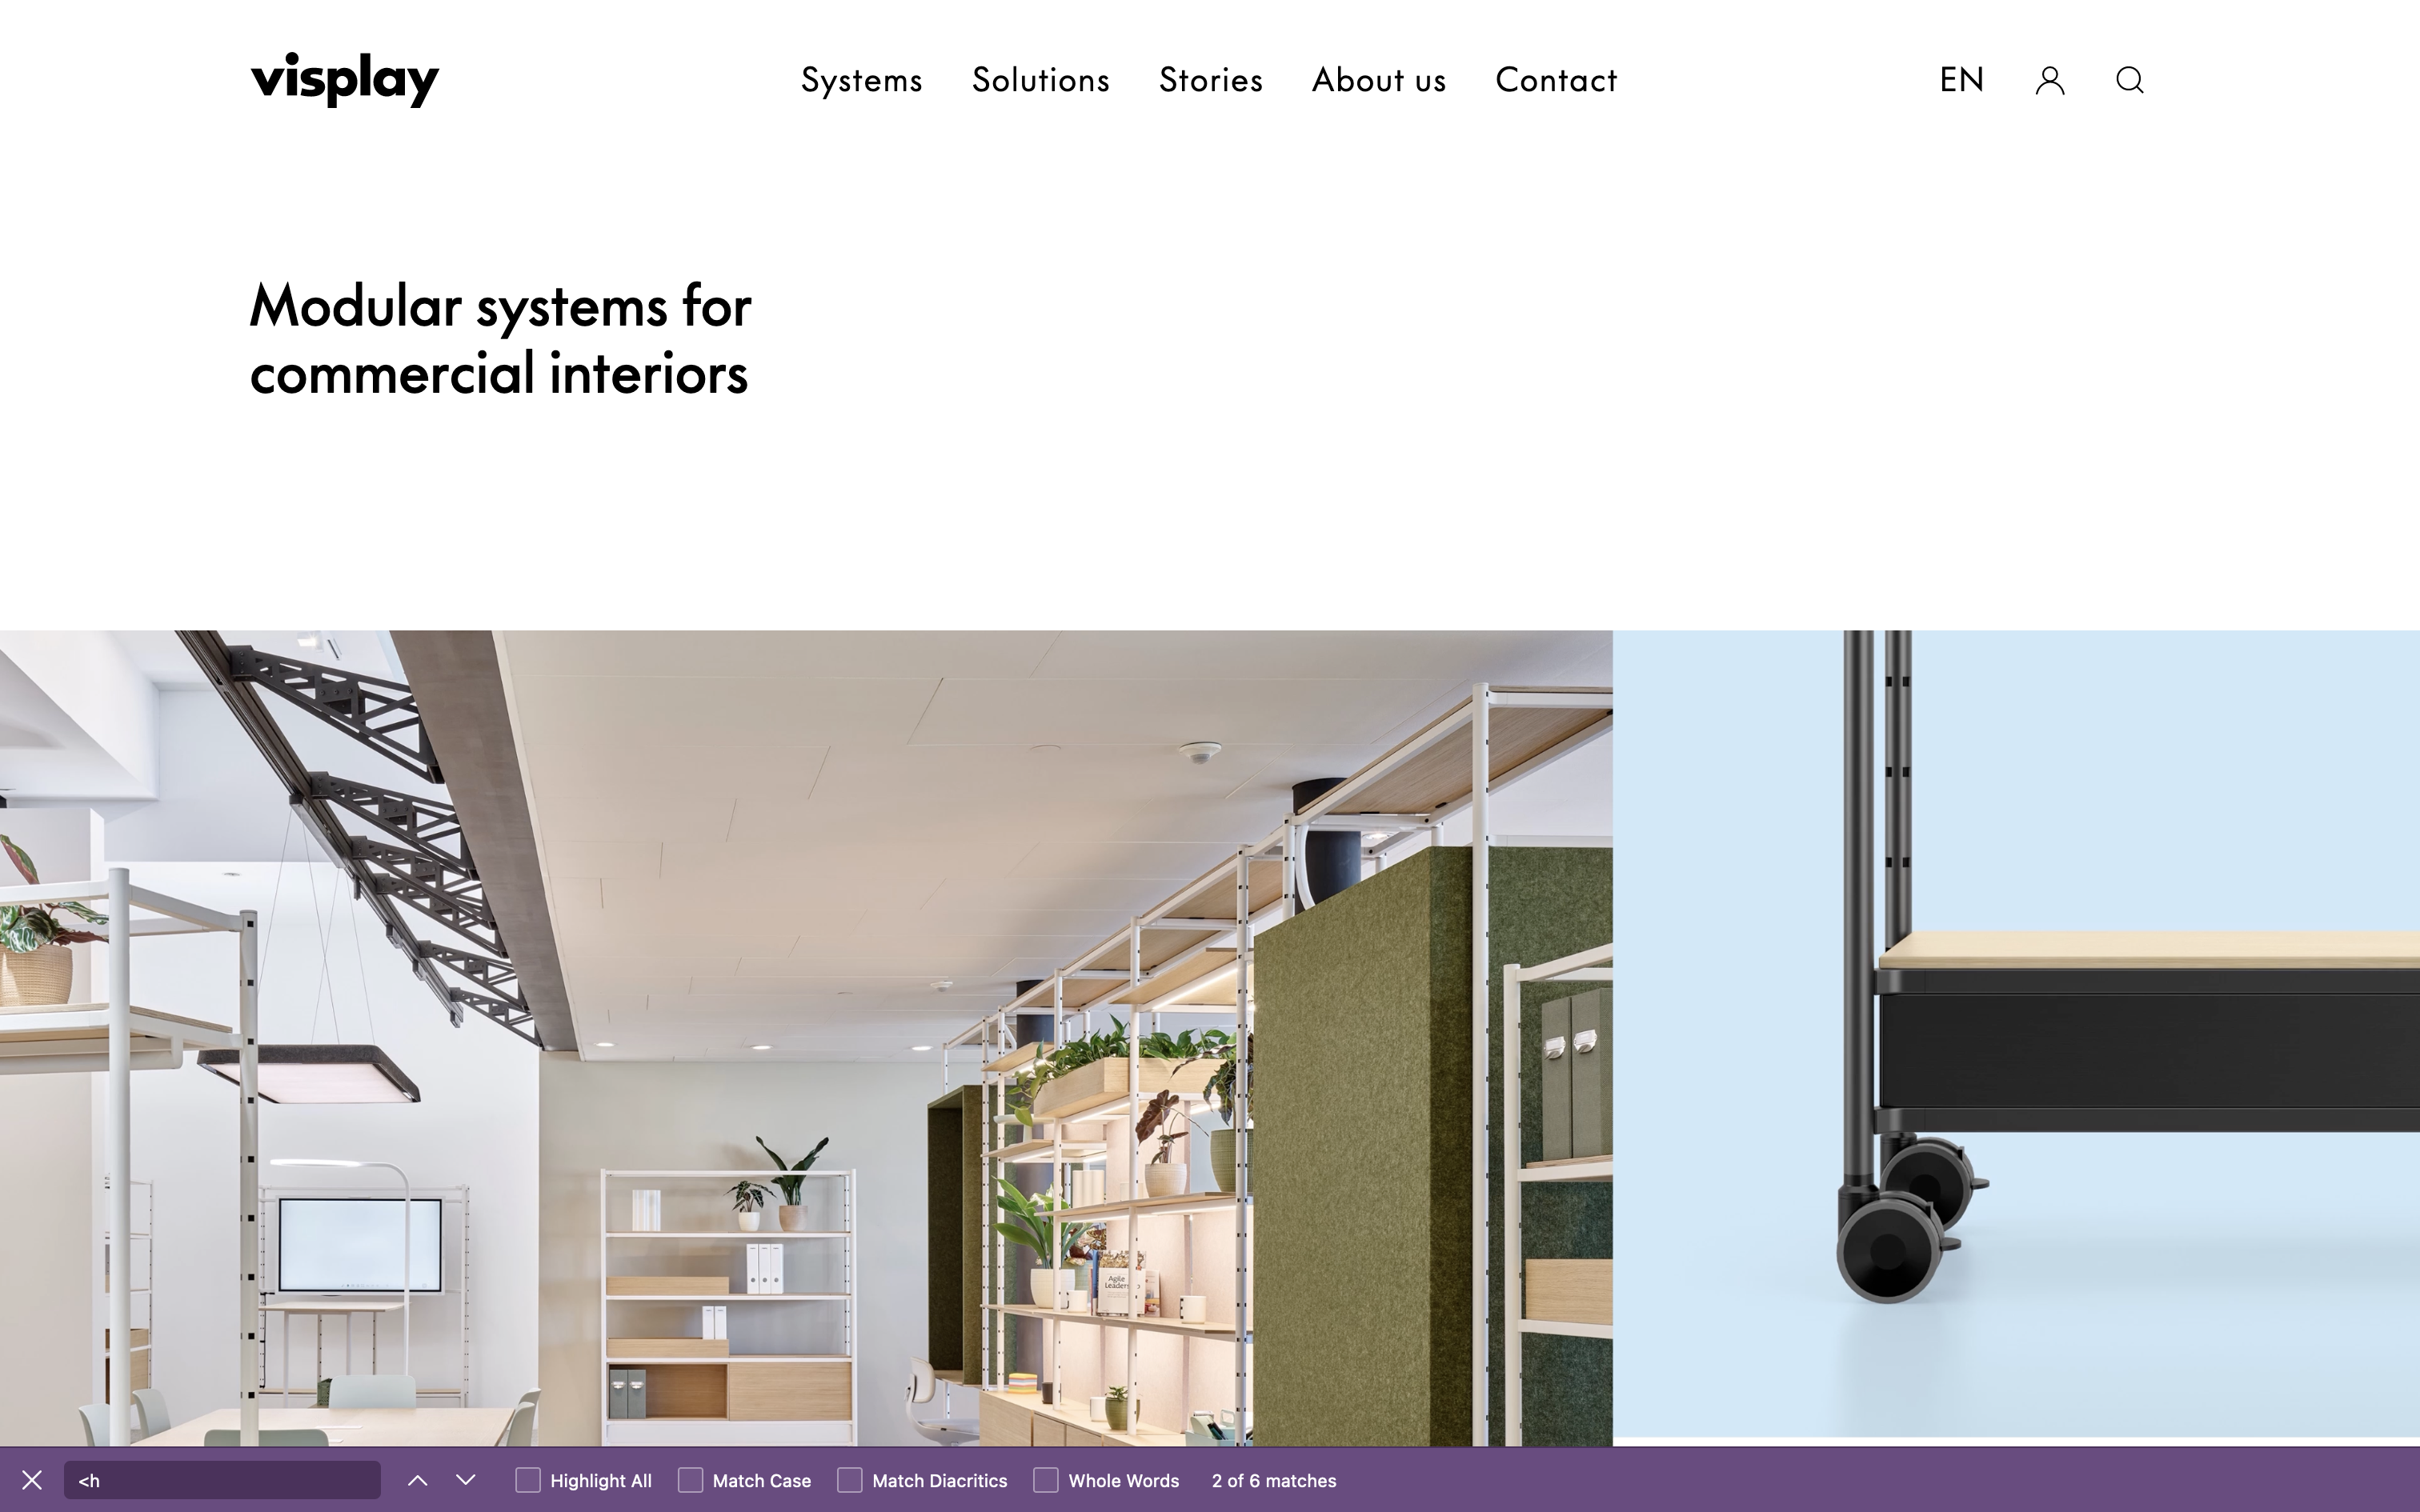 visplay
Systems Solutions Stories About us Contact
EN
Modular systems for
commercial interiors
Agile
<h
Highlight All
Match Case
Match Diacritics
Whole Words
2 of 6 matches